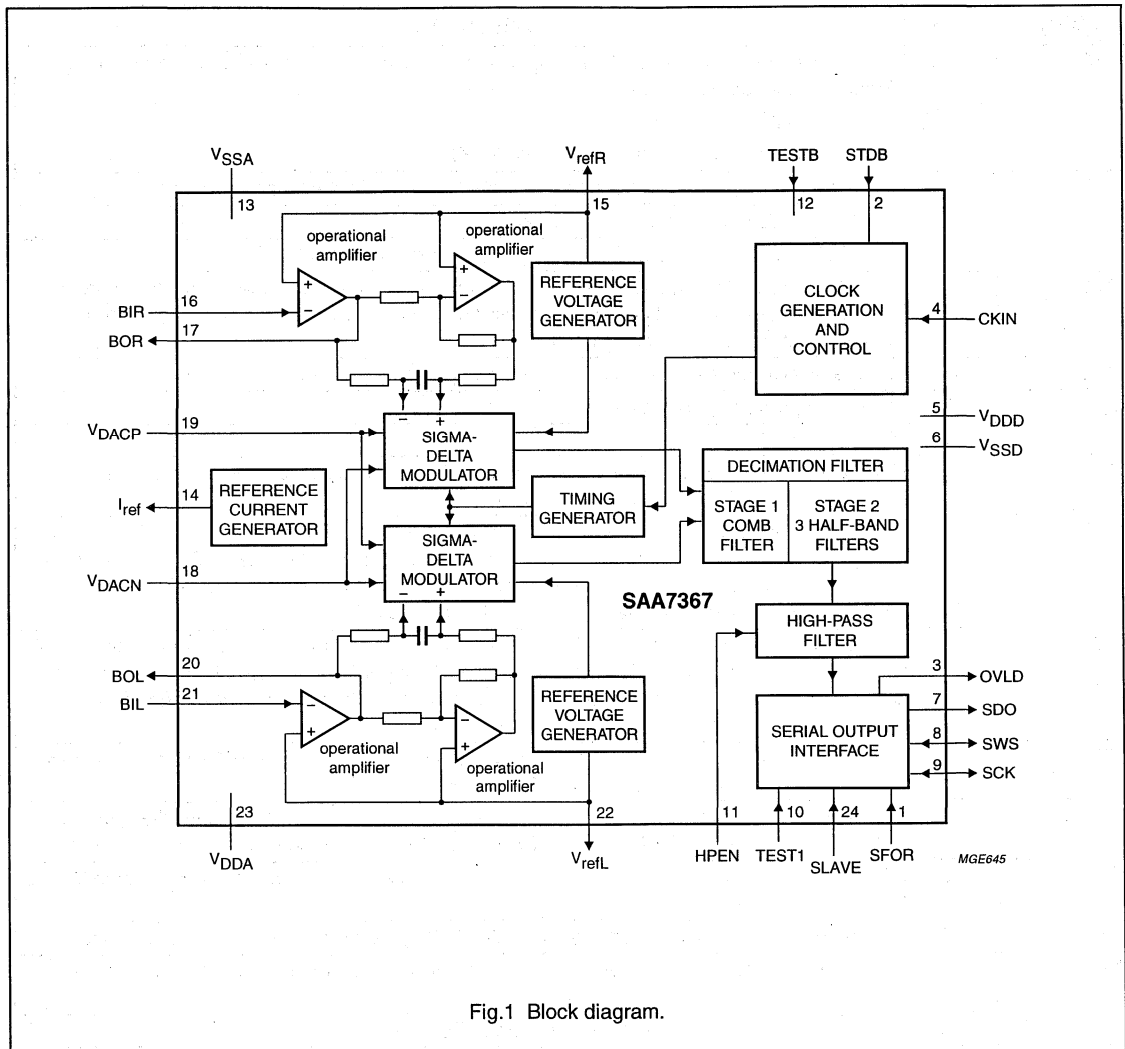 VSSA
VrefR
TESTB
STDB
13
15
12
2
operational
amplifier
operational
amplifier
+
−
+
−
REFERENCE
VOLTAGE
GENERATOR
CLOCK
GENERATION
AND
CONTROL
BIR
16
BOR
17
4
CKIN
5
VDDD
6
VSSD
−
+
VDACP
19
SIGMA-
DELTA
MODULATOR
DECIMATION FILTER
STAGE 1
COMB
FILTER
STAGE 2
3 HALF-BAND
FILTERS
Iref
14
REFERENCE
CURRENT
GENERATOR
TIMING
GENERATOR
VDACN
18
SIGMA-
DELTA
MODULATOR
−
+
SAA7367
HIGH-PASS
FILTER
BOL
20
BIL
21
−
+
operational
amplifier
−
+
operational
amplifier
REFERENCE
VOLTAGE
GENERATOR
SERIAL OUTPUT
INTERFACE
3
OVLD
7
SDO
8
SWS
9
SCK
23
22
11
10
24
1
VDDA
VrefL
HPEN
TEST1
SLAVE
SFOR
MGE645
Fig.1 Block diagram.